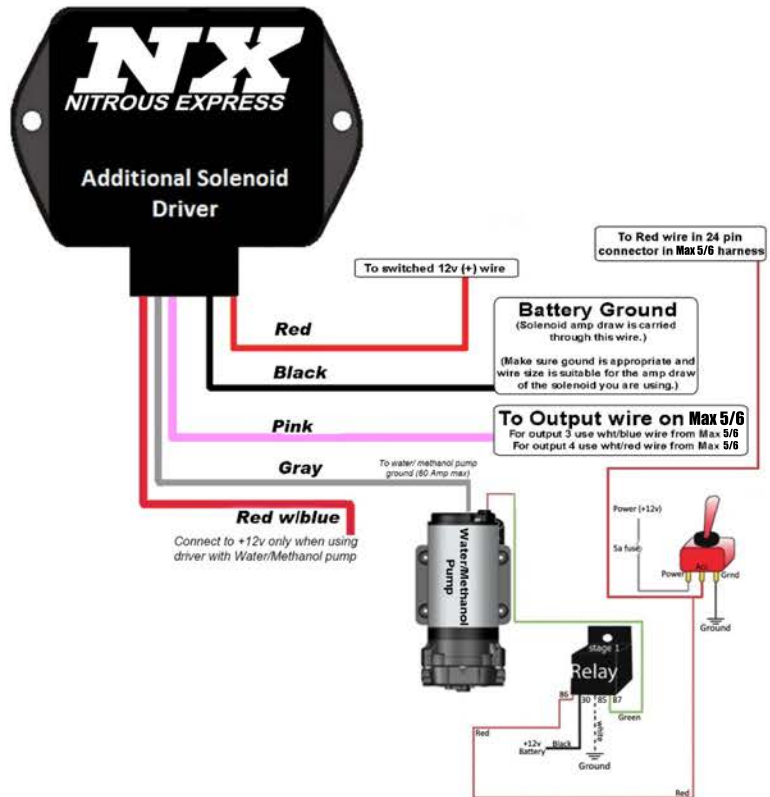 NX
NITROUS EXPRESS
Additional Solenoid
Driver
To Red wire in 24 pin
connector in Max 5/6 harness
To switched 12v (+) wire
Red
Battery Ground
(Solenoid amp draw is carried
through this wire.)
(Make sure gound is appropriate and
wire size is suitable for the amp draw
of the solenoid you are using.)
Black
Pink
To Output wire on Max 5/6
For output 3 use wht/blue wire from Max 5/6
For output 4 use wht/red wire from Max 5/6
Gray
To water/ methanol pump
ground (60 Amp max)
Red w/blue
Connect to +12v only when using
driver with Water/Methanol pump
Water/Methanol
Pump
Power (+12v)
5a fuse
Acc
Power
Grnd
Ground
stage 1
Relay
86
30
85
87
Green
Red
white
+12v
Battery
Black
Ground
Red